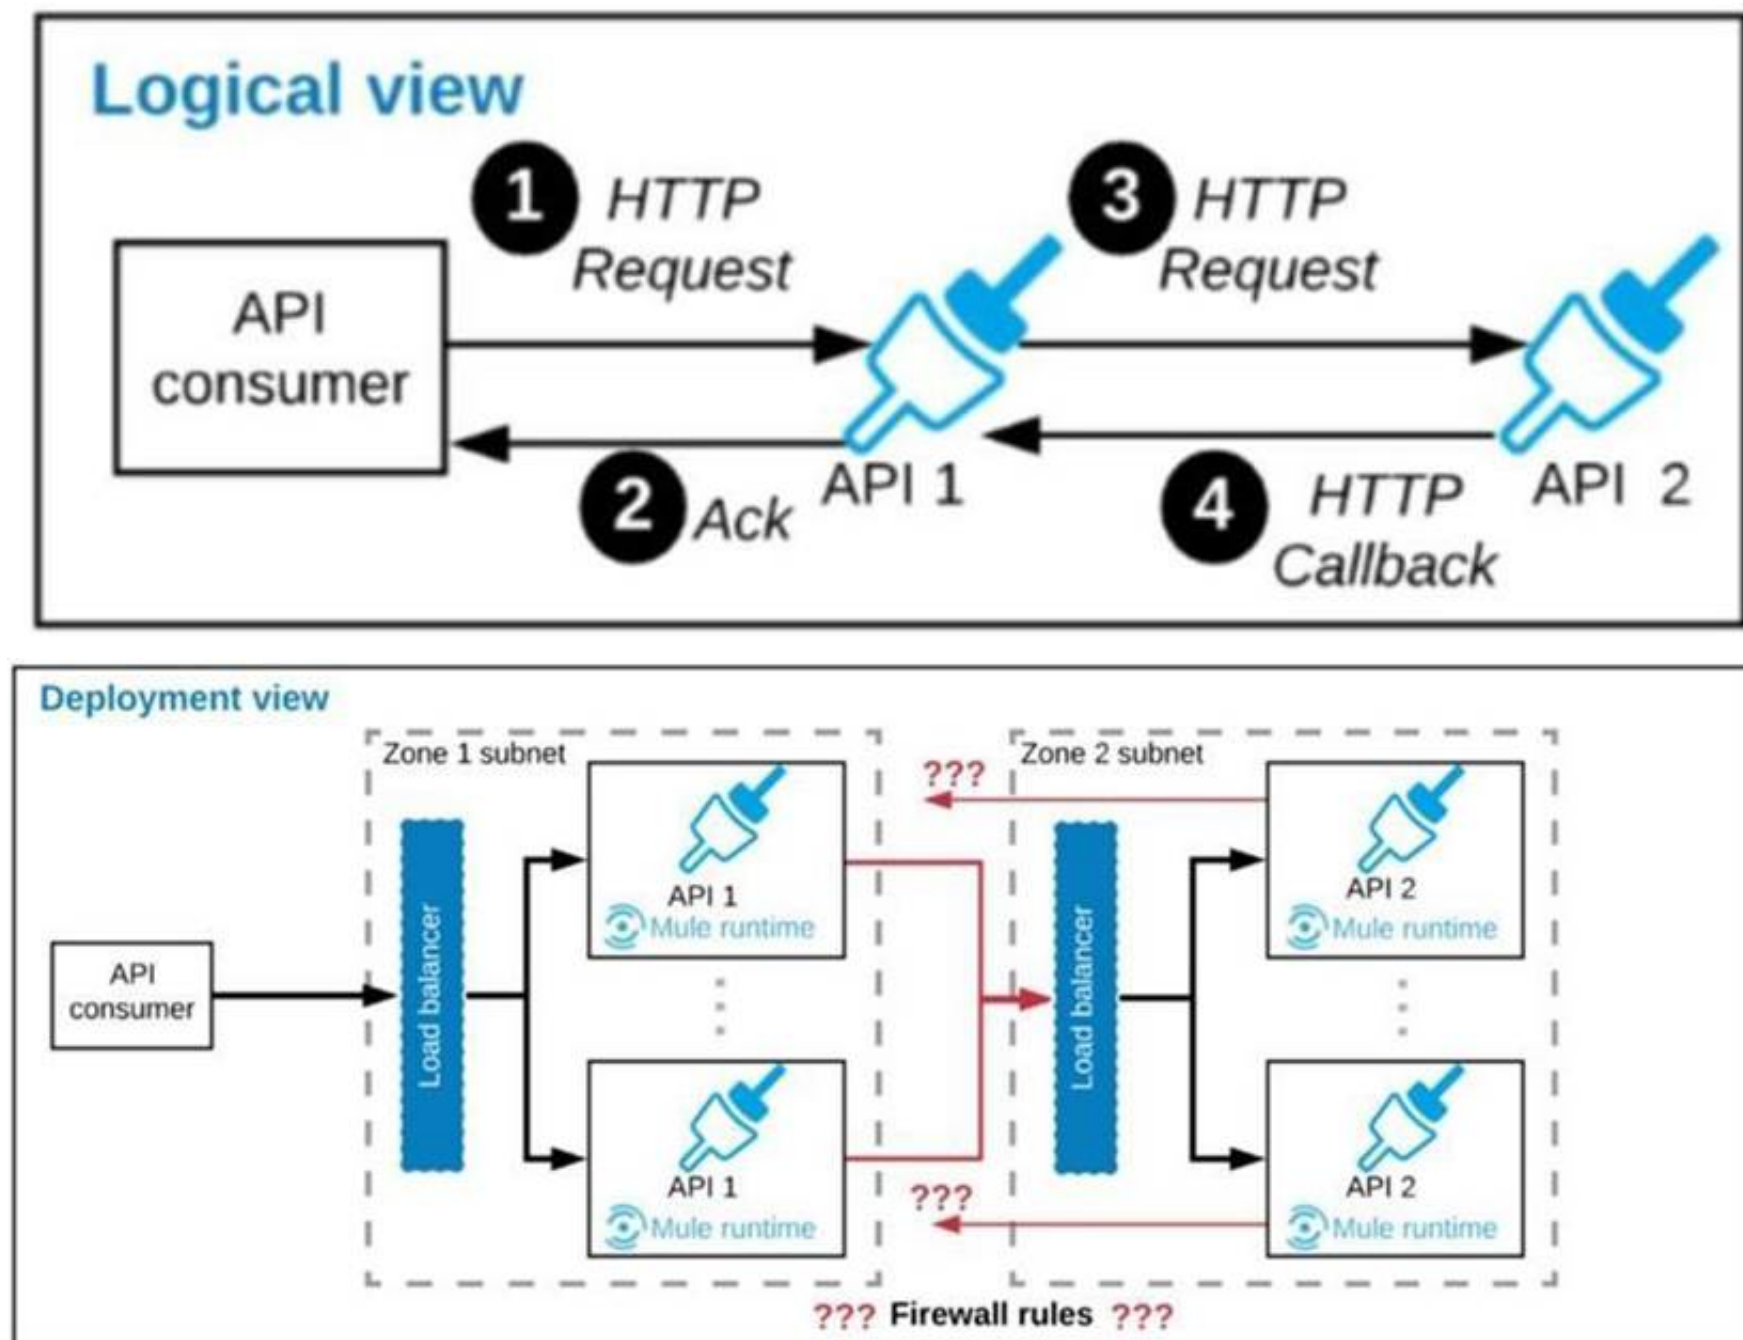 Logical view
1 HTTP
Request
3 HTTP
Request
API
consumer
2 Ack
API 1
4 HTTP
Callback
API 2
Deployment view
Zone 1 subnet
Zone 2 subnet
???
API 1
Mule runtime
API 2
Mule runtime
API
consumer
Load balancer
Load balancer
API 1
Mule runtime
???
API 2
Mule runtime
??? Firewall rules ???